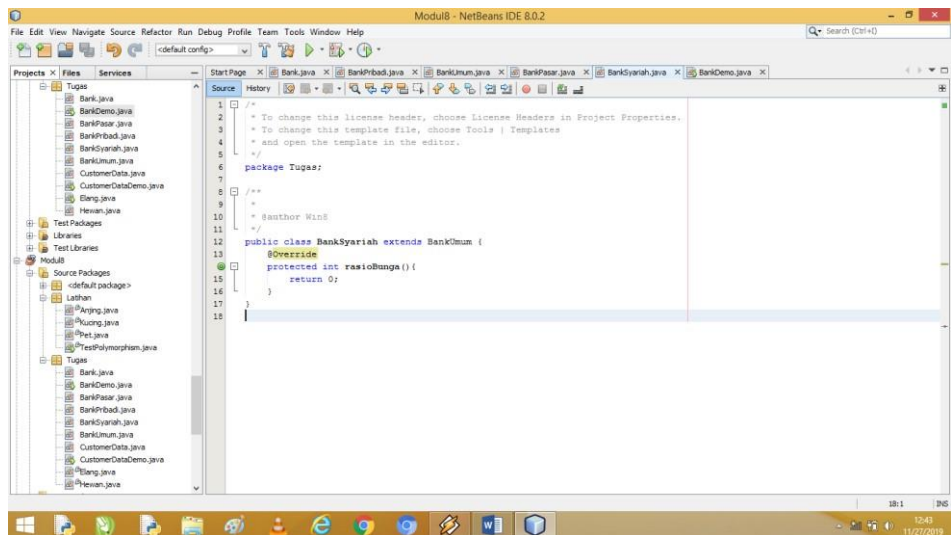 Modul8 - NetBeans IDE 8.0.2
File Edit View Navigate Source Refactor Run Debug Profile Team Tools Window Help
Search (Ctrl+I)
<default config>
Projects Files Services
Start Page Bank.java BankPribadi.java BankUmum.java BankPasar.java BankSyariah.java BankDemo.java
Source History
Tugas
Bank.java
BankDemo.java
BankPasar.java
BankPribadi.java
BankSyariah.java
BankUmum.java
CustomerData.java
CustomerDataDemo.java
Elang.java
Hewan.java
Test Packages
Libraries
Test Libraries
Modul8
Source Packages
<default package>
Latihan
Anjing.java
Kucing.java
Pet.java
TestPolymorphism.java
Tugas
Bank.java
BankDemo.java
BankPasar.java
BankPribadi.java
BankSyariah.java
BankUmum.java
CustomerData.java
CustomerDataDemo.java
Elang.java
Hewan.java
1 /*
2 * To change this license header, choose License Headers in Project Properties.
3 * To change this template file, choose Tools | Templates
4 * and open the template in the editor.
5 */
6 package Tugas;
7
8 /**
9 *
10 * @author Win8
11 */
12 public class BankSyariah extends BankUmum {
13 @Override
protected int rasioBunga(){
15 return 0;
16 }
17 }
18
18:1 INS
12:43
11/27/2019